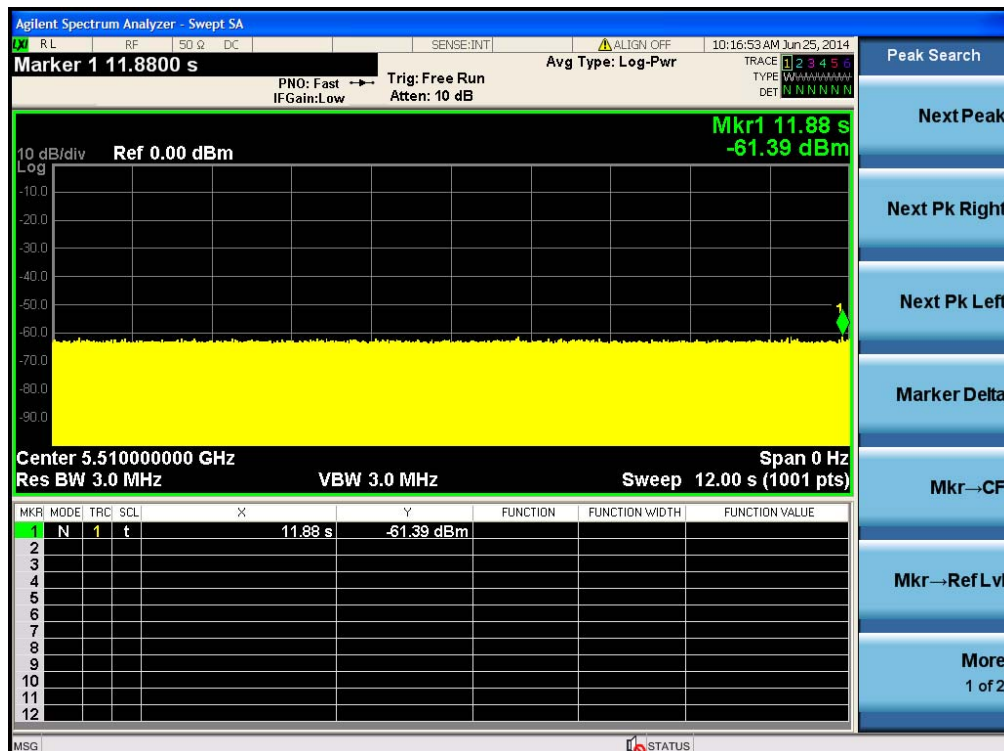 Agilent Spectrum Analyzer - Swept SA
LXI RL RF 50 Ω DC SENSE:INT ALIGN OFF 10:16:53 AM Jun 25, 2014
Marker 1 11.8800 s
PNO: Fast
IFGain:Low
Trig: Free Run
Atten: 10 dB
Avg Type: Log-Pwr
TRACE 1 2 3 4 5 6
TYPE WWWWWW
DET N N N N N N
Mkr1 11.88 s
-61.39 dBm
10 dB/div Ref 0.00 dBm
Log
-10.0
-20.0
-30.0
-40.0
-50.0
-60.0
-70.0
-80.0
-90.0
1
Center 5.510000000 GHz Span 0 Hz
Res BW 3.0 MHz VBW 3.0 MHz Sweep 12.00 s (1001 pts)
MKR MODE TRC SCL X Y FUNCTION FUNCTION WIDTH FUNCTION VALUE
1 N 1 t 11.88 s -61.39 dBm
2
3
4
5
6
7
8
9
10
11
12
MSG STATUS
Peak Search
Next Peak
Next Pk Right
Next Pk Left
Marker Delta
Mkr→CF
Mkr→Ref Lvl
More
1 of 2